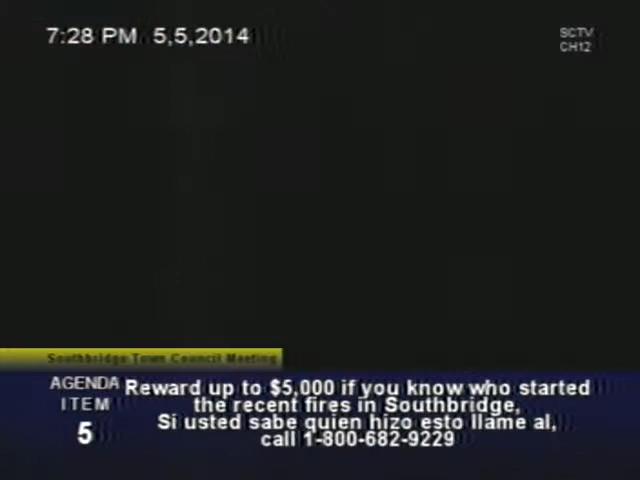 7:28 PM 5,5,2014
SCTV
CH12
Southbridge Town Council Meeting
AGENDA
ITEM
5
Reward up to $5,000 if you know who started
the recent fires in Southbridge,
Si usted sabe quien hizo esto llame al,
call 1-800-682-9229